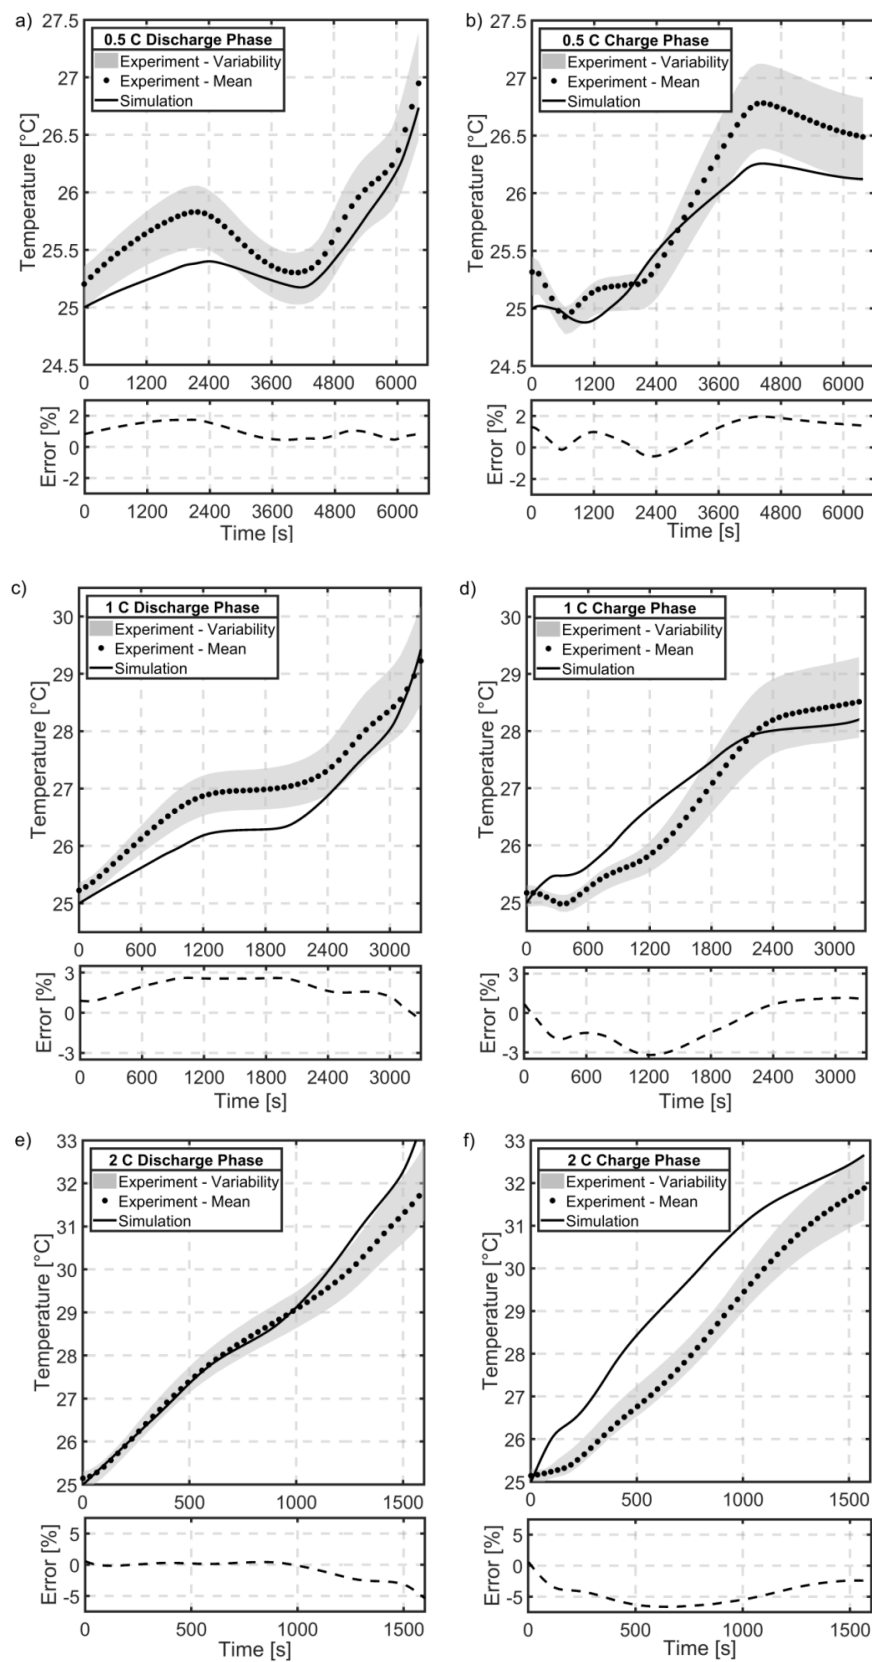 a)
27.5
27
26.5
26
25.5
25
24.5
Temperature [°C]
0.5 C Discharge Phase
Experiment - Variability
Experiment - Mean
Simulation
0 1200 2400 3600 4800 6000
2
0
-2
Error [%]
0 1200 2400 3600 4800 6000
Time [s]
b)
27.5
27
26.5
26
25.5
25
24.5
Temperature [°C]
0.5 C Charge Phase
Experiment - Variability
Experiment - Mean
Simulation
0 1200 2400 3600 4800 6000
2
0
-2
Error [%]
0 1200 2400 3600 4800 6000
Time [s]
c)
30
29
28
27
26
25
Temperature [°C]
1 C Discharge Phase
Experiment - Variability
Experiment - Mean
Simulation
0 600 1200 1800 2400 3000
3
0
-3
Error [%]
0 600 1200 1800 2400 3000
Time [s]
d)
30
29
28
27
26
25
Temperature [°C]
1 C Charge Phase
Experiment - Variability
Experiment - Mean
Simulation
0 600 1200 1800 2400 3000
3
0
-3
Error [%]
0 600 1200 1800 2400 3000
Time [s]
e)
33
32
31
30
29
28
27
26
25
Temperature [°C]
2 C Discharge Phase
Experiment - Variability
Experiment - Mean
Simulation
0 500 1000 1500
5
0
-5
Error [%]
0 500 1000 1500
Time [s]
f)
33
32
31
30
29
28
27
26
25
Temperature [°C]
2 C Charge Phase
Experiment - Variability
Experiment - Mean
Simulation
0 500 1000 1500
5
0
-5
Error [%]
0 500 1000 1500
Time [s]